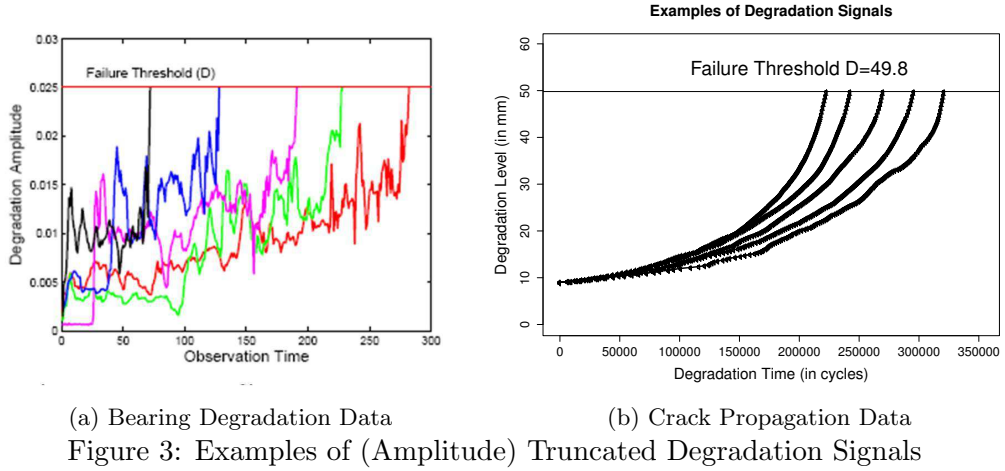 0.03
Failure Threshold (D)
0.025
0.02
0.015
0.01
0.005
0
Degradation Amplitude
0 50 100 150 200 250 300
Observation Time
Examples of Degradation Signals
60
50
40
30
20
10
0
Degradation Level (in mm)
Failure Threshold D=49.8
0 50000 100000 150000 200000 250000 300000 350000
Degradation Time (in cycles)
(a) Bearing Degradation Data
(b) Crack Propagation Data
Figure 3: Examples of (Amplitude) Truncated Degradation Signals